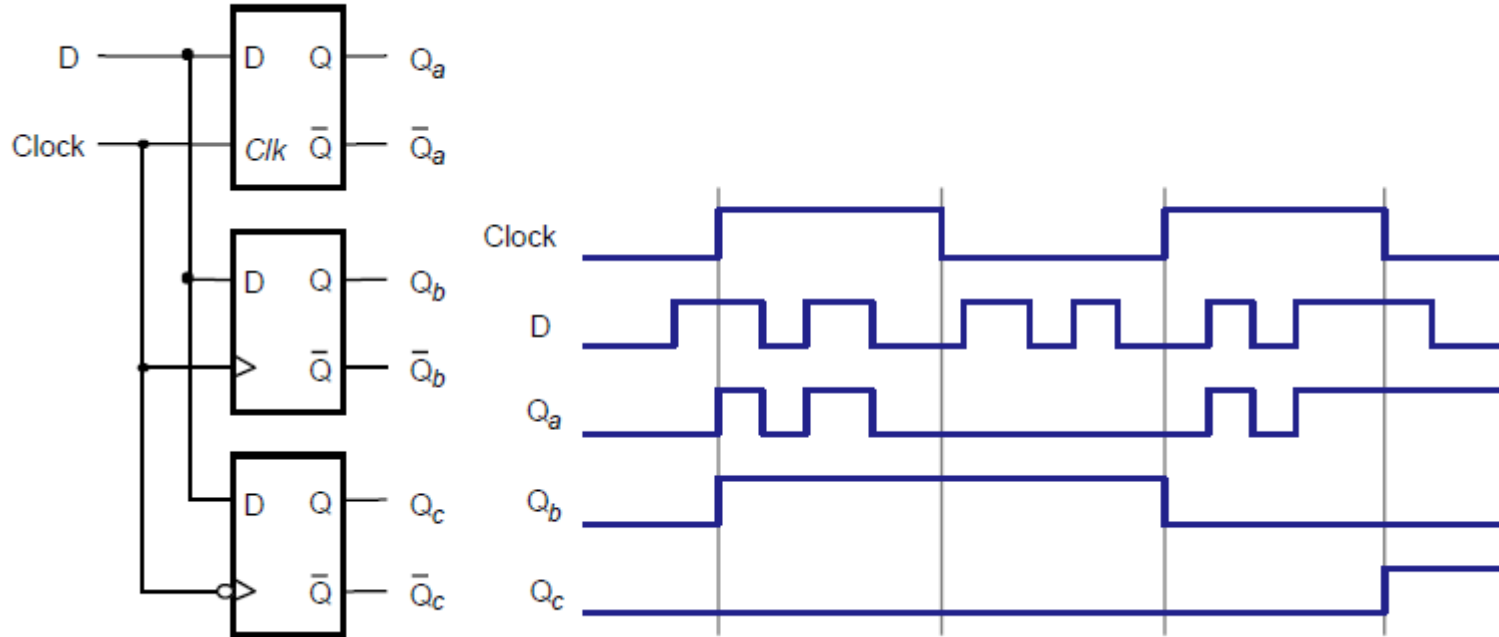 D
D Q Qa
Clock
Clk Q̅ Q̅a
D Q Qb
Q̅ Q̅b
D Q Qc
Q̅ Q̅c
Clock
D
Qa
Qb
Qc